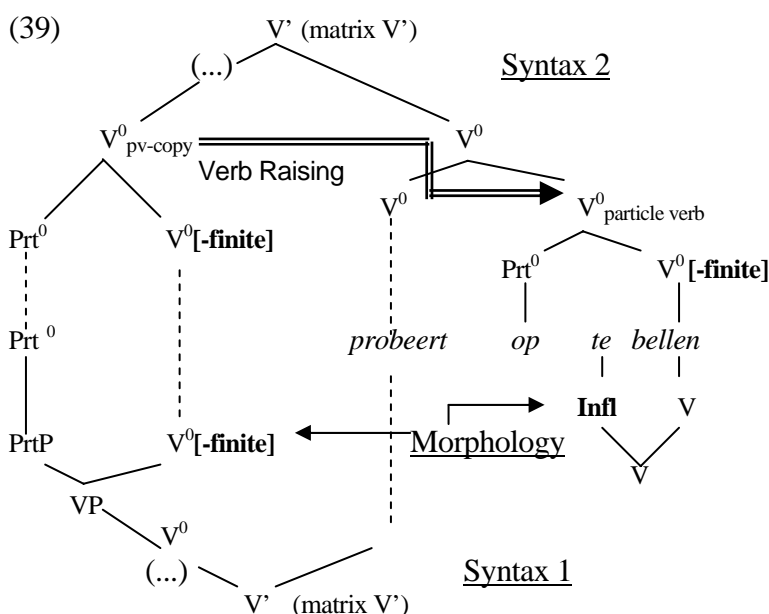 (39) V’ (matrix V’)
(...) Syntax 2
V⁰pv-copy V⁰
Verb Raising
V⁰ V⁰particle verb
Prt⁰ V⁰[-finite]
Prt⁰ V⁰[-finite]
Prt ⁰ probeert op te bellen
Infl V
PrtP V⁰[-finite] Morphology
V
VP
V⁰
(...) Syntax 1
V’ (matrix V’)